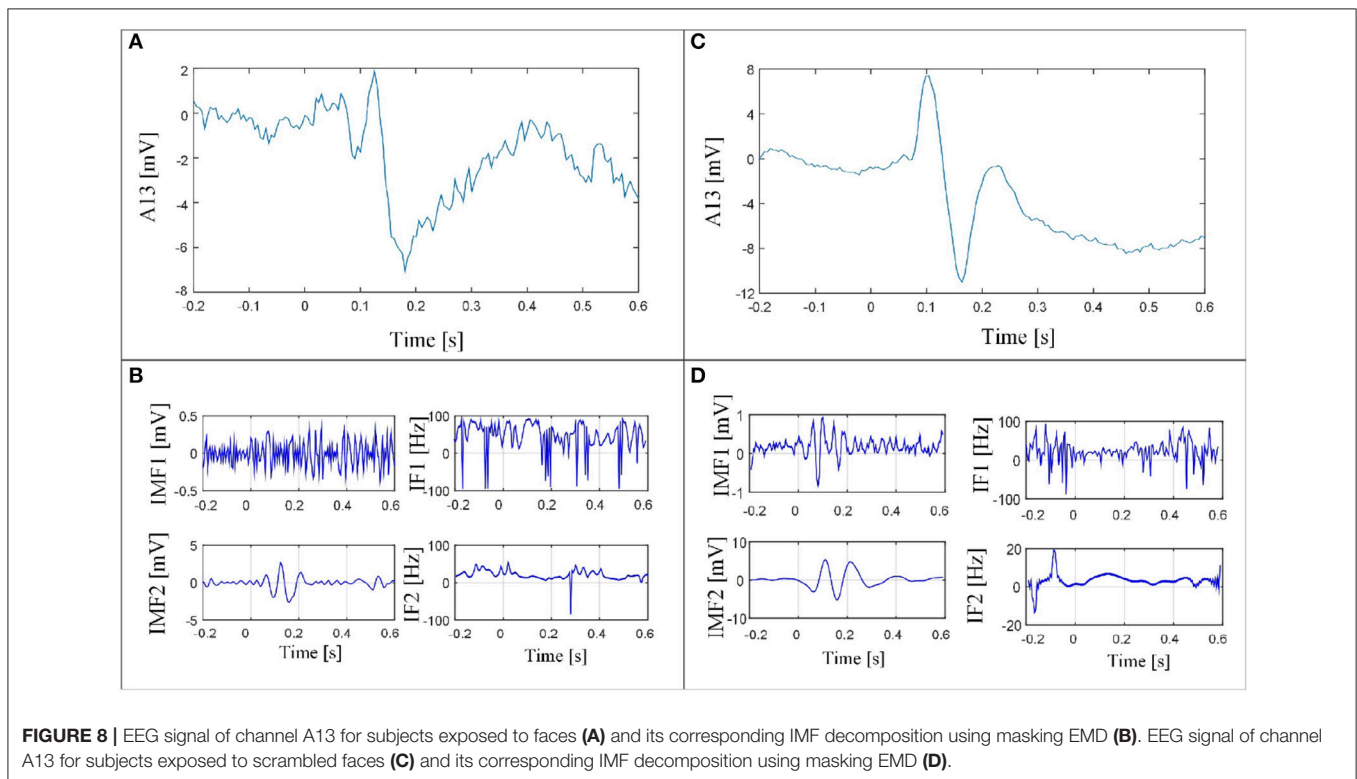 A
2
0
-2
-4
-6
-8
A13 [mV]
-0.2 -0.1 0 0.1 0.2 0.3 0.4 0.5 0.6
Time [s]
C
8
4
0
-4
-8
-12
A13 [mV]
-0.2 -0.1 0 0.1 0.2 0.3 0.4 0.5 0.6
Time [s]
B
IMF1 [mV]
0.5
0
-0.5
-0.2 0 0.2 0.4 0.6
IF1 [Hz]
100
0
-100
-0.2 0 0.2 0.4 0.6
IMF2 [mV]
5
0
-5
-0.2 0 0.2 0.4 0.6
Time [s]
IF2 [Hz]
100
0
-100
-0.2 0 0.2 0.4 0.6
Time [s]
D
IMF1 [mV]
1
0
-1
-0.2 0 0.2 0.4 0.6
IF1 [Hz]
100
0
-100
-0.2 0 0.2 0.4 0.6
IMF2 [mV]
10
0
-10
-0.2 0 0.2 0.4 0.6
Time [s]
IF2 [Hz]
20
0
-20
-0.2 0 0.2 0.4 0.6
Time [s]
FIGURE 8 | EEG signal of channel A13 for subjects exposed to faces (A) and its corresponding IMF decomposition using masking EMD (B). EEG signal of channel
A13 for subjects exposed to scrambled faces (C) and its corresponding IMF decomposition using masking EMD (D).